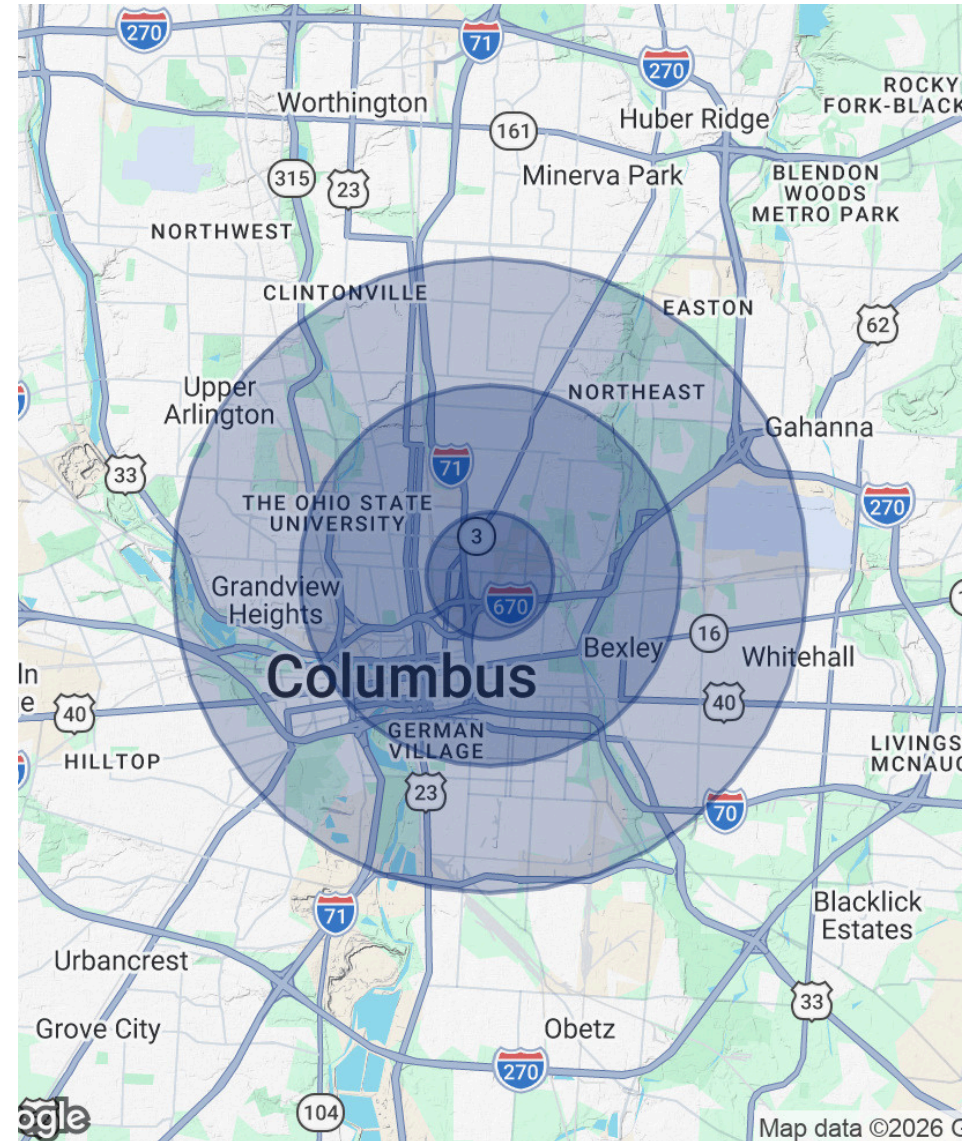 270
71
270
ROCKY
FORK-BLACK
Worthington
Huber Ridge
161
315
23
Minerva Park
BLENDON
WOODS
METRO PARK
NORTHWEST
CLINTONVILLE
EASTON
62
Upper
Arlington
NORTHEAST
Gahanna
71
33
THE OHIO STATE
UNIVERSITY
270
3
Grandview
Heights
670
16
Bexley
Whitehall
Columbus
40
40
GERMAN
VILLAGE
HILLTOP
LIVINGS
MCNAUG
23
70
71
Blacklick
Estates
Urbancrest
33
Grove City
Obetz
270
104
ogle
Map data ©2026 G